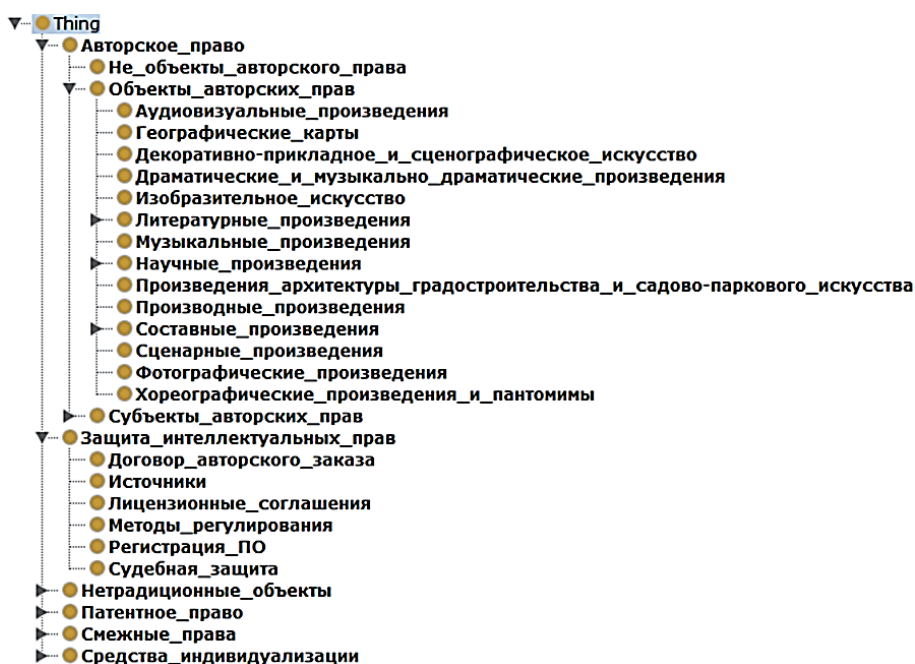 Thing
Авторское_право
Не_объекты_авторского_права
Объекты_авторских_прав
Аудиовизуальные_произведения
Географические_карты
Декоративно-прикладное_и_сценографическое_искусство
Драматические_и_музыкально_драматические_произведения
Изобразительное_искусство
Литературные_произведения
Музыкальные_произведения
Научные_произведения
Произведения_архитектуры_градостроительства_и_садово-паркового_искусства
Производные_произведения
Составные_произведения
Сценарные_произведения
Фотографические_произведения
Хореографические_произведения_и_пантомимы
Субъекты_авторских_прав
Защита_интеллектуальных_прав
Договор_авторского_заказа
Источники
Лицензионные_соглашения
Методы_регулирования
Регистрация_ПО
Судебная_защита
Нетрадиционные_объекты
Патентное_право
Смежные_права
Средства_индивидуализации